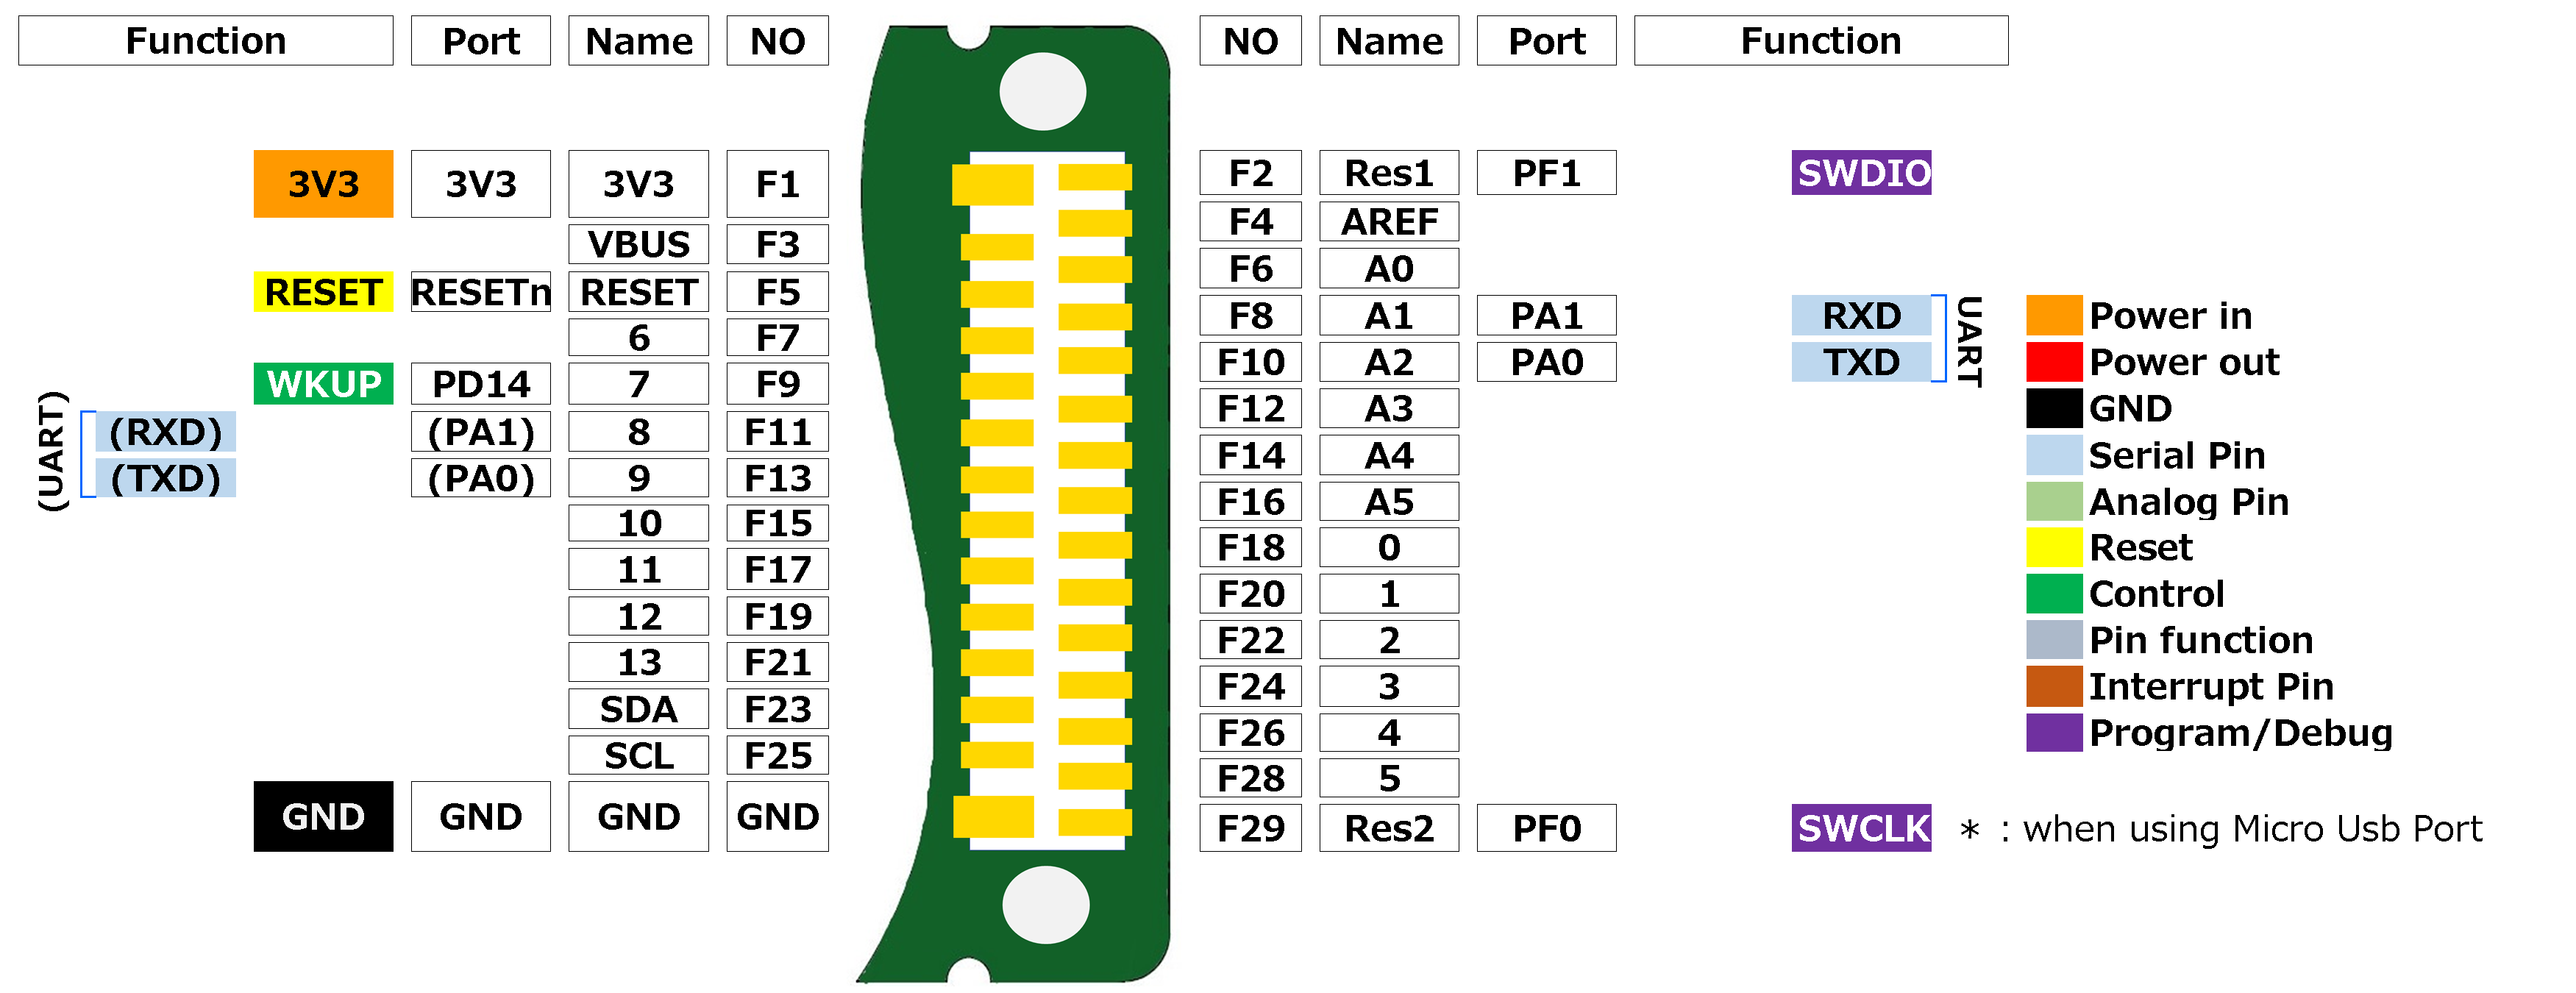 Function Port Name NO NO Name Port Function
3V3 3V3 3V3 F1 F2 Res1 PF1 SWDIO
VBUS F3 F4 AREF
RESET RESETn RESET F5 F6 A0
6 F7 F8 A1 PA1 RXD Power in
WKUP PD14 7 F9 F10 A2 PA0 TXD Power out
UART
(UART)
(RXD) (PA1) 8 F11 F12 A3 GND
(TXD) (PA0) 9 F13 F14 A4 Serial Pin
10 F15 F16 A5 Analog Pin
11 F17 F18 0 Reset
12 F19 F20 1 Control
13 F21 F22 2 Pin function
SDA F23 F24 3 Interrupt Pin
SCL F25 F26 4 Program/Debug
F28 5
GND GND GND GND F29 Res2 PF0 SWCLK * : when using Micro Usb Port